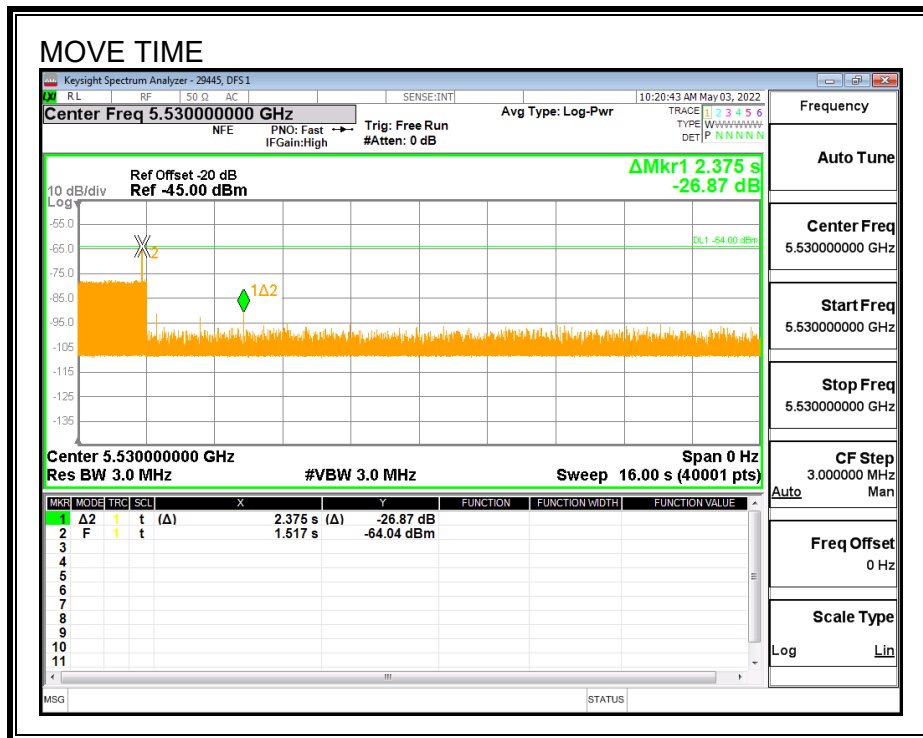 MOVE TIME
Keysight Spectrum Analyzer - 29445, DFS 1
LXI RL RF 50 Ω AC SENSE:INT 10:20:43 AM May 03, 2022
Center Freq 5.530000000 GHz
NFE PNO: Fast Trig: Free Run
IFGain:High #Atten: 0 dB
Avg Type: Log-Pwr
TRACE 1 2 3 4 5 6
TYPE WWWWWW
DET P N N N N N
ΔMkr1 2.375 s
-26.87 dB
Ref Offset -20 dB
10 dB/div Ref -45.00 dBm
Log
-55.0
-65.0
-75.0
-85.0
-95.0
-105
-115
-125
-135
DL1 -64.00 dBm
2
1Δ2
Center 5.530000000 GHz Span 0 Hz
Res BW 3.0 MHz #VBW 3.0 MHz Sweep 16.00 s (40001 pts)
MKR MODE TRC SCL X Y FUNCTION FUNCTION WIDTH FUNCTION VALUE
1 Δ2 1 t (Δ) 2.375 s (Δ) -26.87 dB
2 F 1 t 1.517 s -64.04 dBm
3
4
5
6
7
8
9
10
11
MSG STATUS
Frequency
Auto Tune
Center Freq
5.530000000 GHz
Start Freq
5.530000000 GHz
Stop Freq
5.530000000 GHz
CF Step
3.000000 MHz
Auto Man
Freq Offset
0 Hz
Scale Type
Log Lin